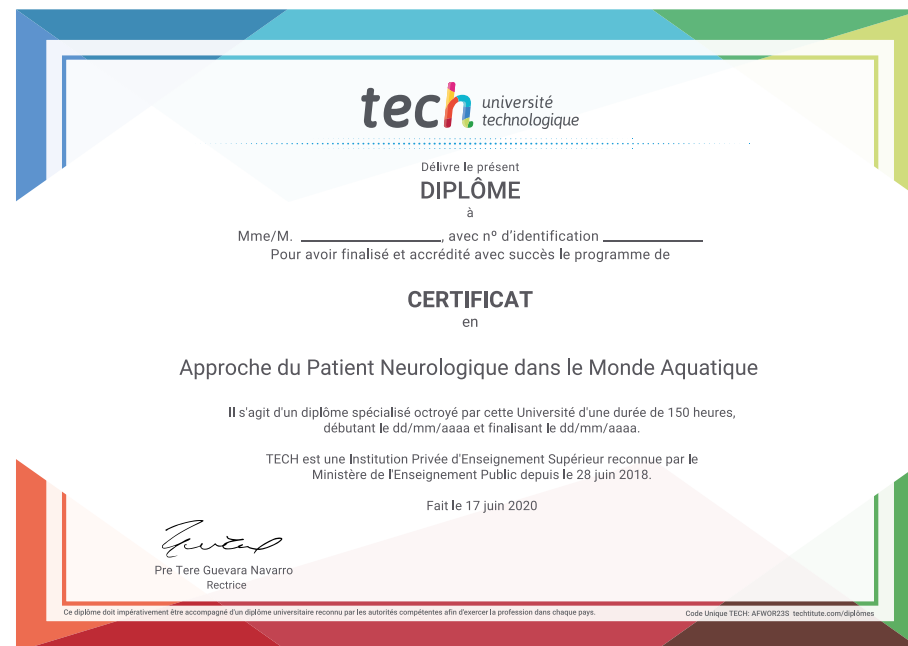 tech université
technologique
Délivre le présent
DIPLÔME
à
Mme/M. ____________________, avec nº d'identification ______________
Pour avoir finalisé et accrédité avec succès le programme de
CERTIFICAT
en
Approche du Patient Neurologique dans le Monde Aquatique
Il s'agit d'un diplôme spécialisé octroyé par cette Université d'une durée de 150 heures,
débutant le dd/mm/aaaa et finalisant le dd/mm/aaaa.
TECH est une Institution Privée d'Enseignement Supérieur reconnue par le
Ministère de l'Enseignement Public depuis le 28 juin 2018.
Fait le 17 juin 2020
Pre Tere Guevara Navarro
Rectrice
Ce diplôme doit impérativement être accompagné d'un diplôme universitaire reconnu par les autorités compétentes afin d'exercer la profession dans chaque pays.
Code Unique TECH: AFWOR23S techtitute.com/diplômes